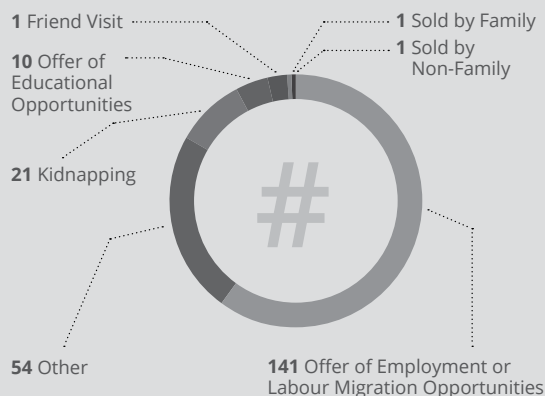 1 Friend Visit
1 Sold by Family
1 Sold by
Non-Family
10 Offer of
Educational
Opportunities
21 Kidnapping
#
54 Other
141 Offer of Employment or
Labour Migration Opportunities